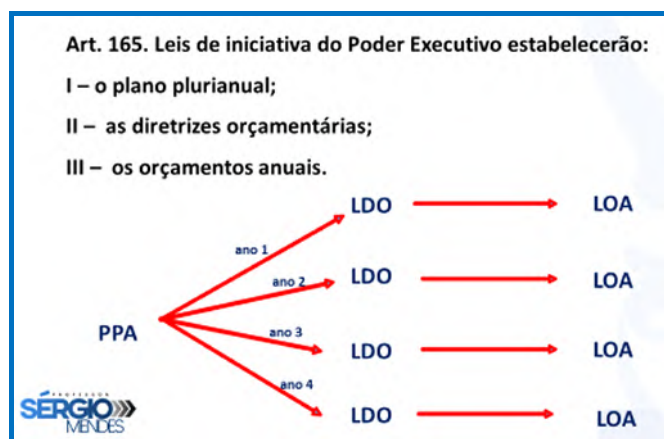 Art. 165. Leis de iniciativa do Poder Executivo estabelecerão:
I – o plano plurianual;
II – as diretrizes orçamentárias;
III – os orçamentos anuais.
LDO LOA
ano 1
ano 2 LDO LOA
PPA
ano 3 LDO LOA
ano 4
LDO LOA
PROFESSOR
SÉRGIO
MENDES